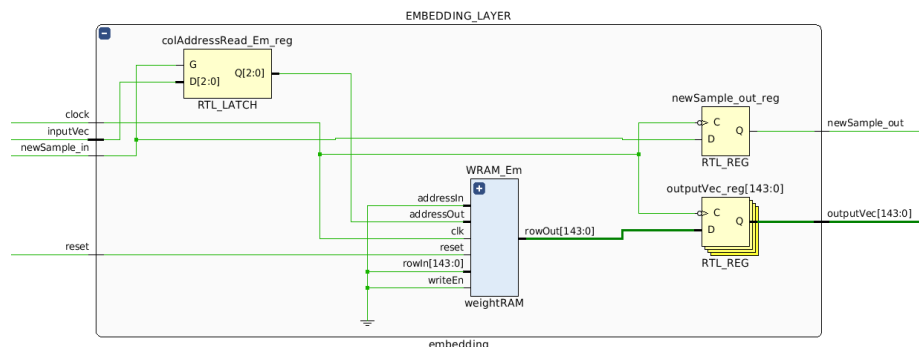 EMBEDDING_LAYER
colAddressRead_Em_reg
G
D[2:0]
Q[2:0]
RTL_LATCH
clock
inputVec
newSample_in
newSample_out_reg
C
D
Q
RTL_REG
newSample_out
WRAM_Em
addressIn
addressOut
clk
reset
rowIn[143:0]
writeEn
rowOut[143:0]
weightRAM
outputVec_reg[143:0]
C
D
Q
RTL_REG
outputVec[143:0]
reset
embedding